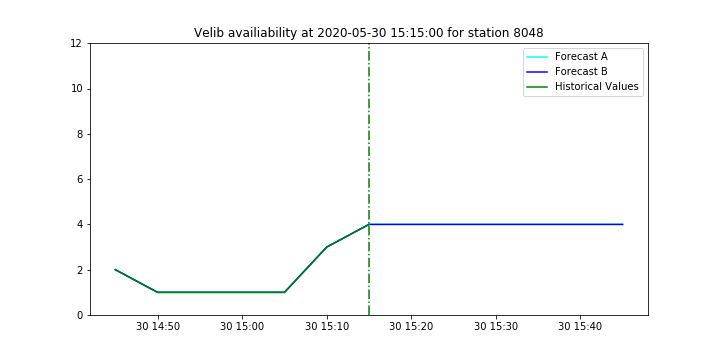 Velib availiability at 2020-05-30 15:15:00 for station 8048
12
10
8
6
4
2
0
Forecast A
Forecast B
Historical Values
30 14:50 30 15:00 30 15:10 30 15:20 30 15:30 30 15:40